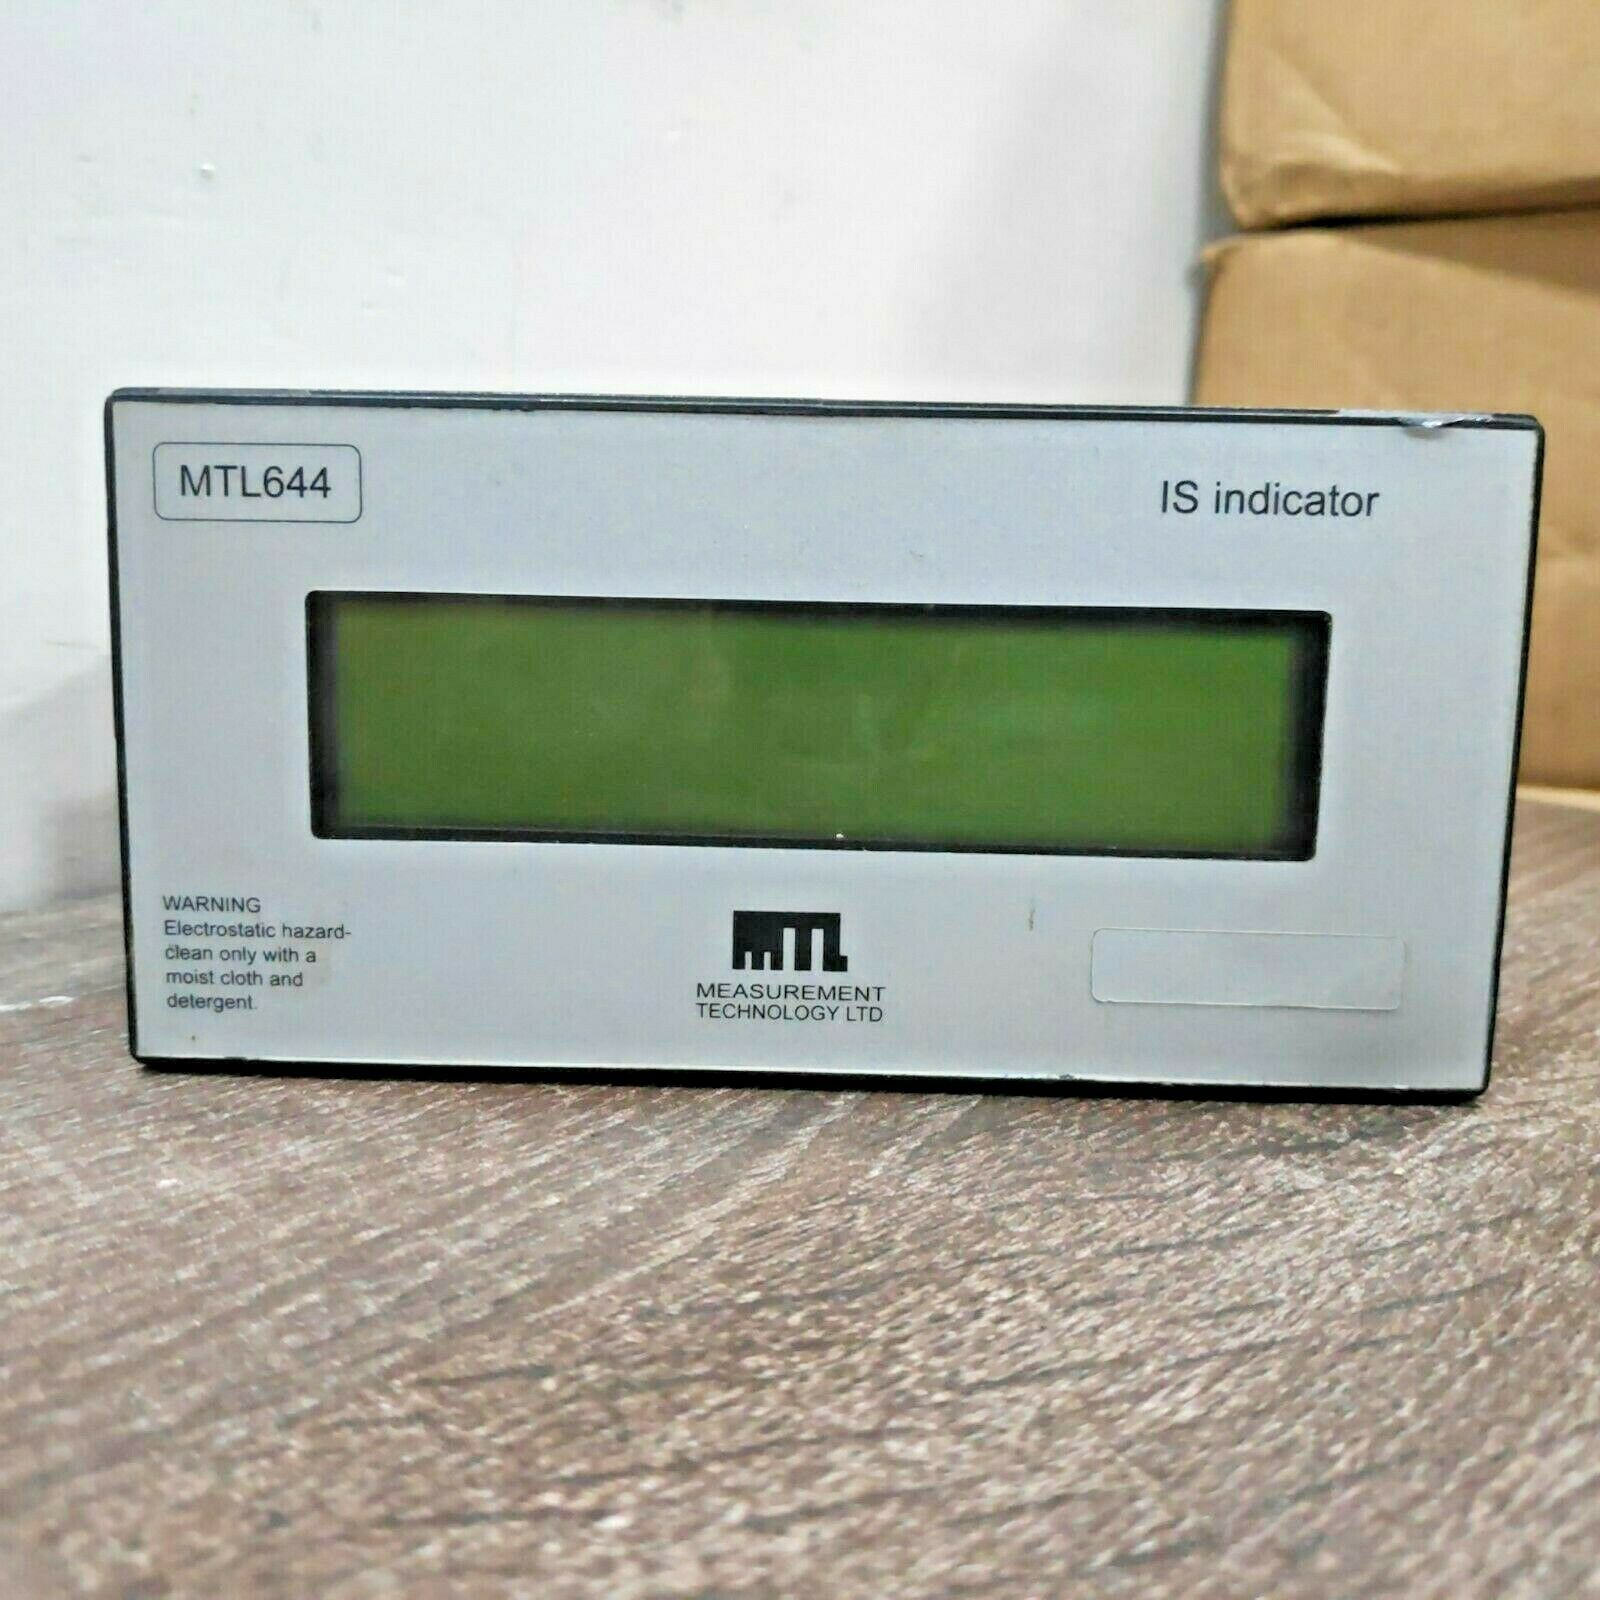 MTL644
IS indicator
WARNING
Electrostatic hazard-
clean only with a
moist cloth and
detergent.
MTL
MEASUREMENT
TECHNOLOGY LTD